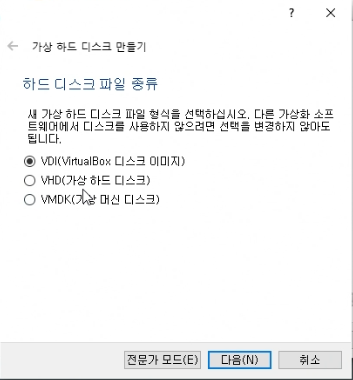 ?
가상 하드 디스크 만들기
하드 디스크 파일 종류
새 가상 하드 디스크 파일 형식을 선택하십시오. 다른 가상화 소프
트웨어에서 디스크를 사용하지 않으려면 선택을 변경하지 않아도
됩니다.
VDI(VirtualBox 디스크 이미지)
VHD(가상 하드 디스크)
VMDK(가상 머신 디스크)
전문가 모드(E) 다음(N) 취소